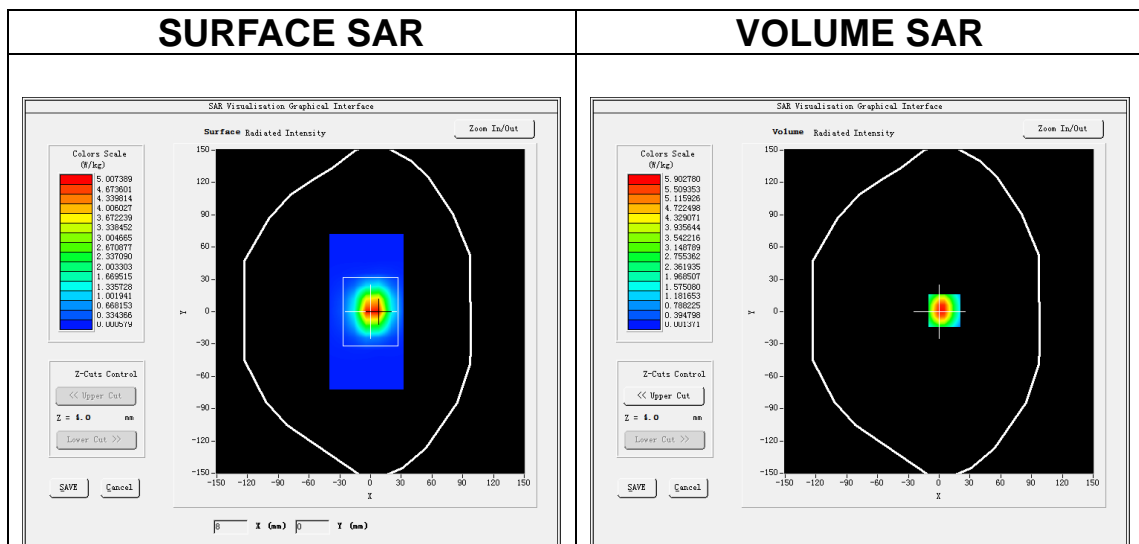 SURFACE SAR
VOLUME SAR
SAR Visualisation Graphical Interface
Surface Radiated Intensity
Zoom In/Out
Colors Scale
(W/kg)
5.007389
4.673601
4.339814
4.006027
3.672239
3.338452
3.004665
2.670877
2.337090
2.003303
1.669515
1.335728
1.001941
0.668153
0.334366
0.000579
Z-Cuts Control
<< Upper Cut
Z = 4.0 mm
Lower Cut >>
SAVE Cancel
150
120
90
60
30
0
-30
-60
-90
-120
-150
Y
-150 -120 -90 -60 -30 0 30 60 90 120 150
X
8 X (mm) 0 Y (mm)
SAR Visualisation Graphical Interface
Volume Radiated Intensity
Zoom In/Out
Colors Scale
(W/kg)
5.902780
5.509353
5.115926
4.722498
4.329071
3.935644
3.542216
3.148789
2.755362
2.361935
1.968507
1.575080
1.181653
0.788225
0.394798
0.001371
Z-Cuts Control
<< Upper Cut
Z = 4.0 mm
Lower Cut >>
SAVE Cancel
150
120
90
60
30
0
-30
-60
-90
-120
-150
Y
-150 -120 -90 -60 -30 0 30 60 90 120 150
X